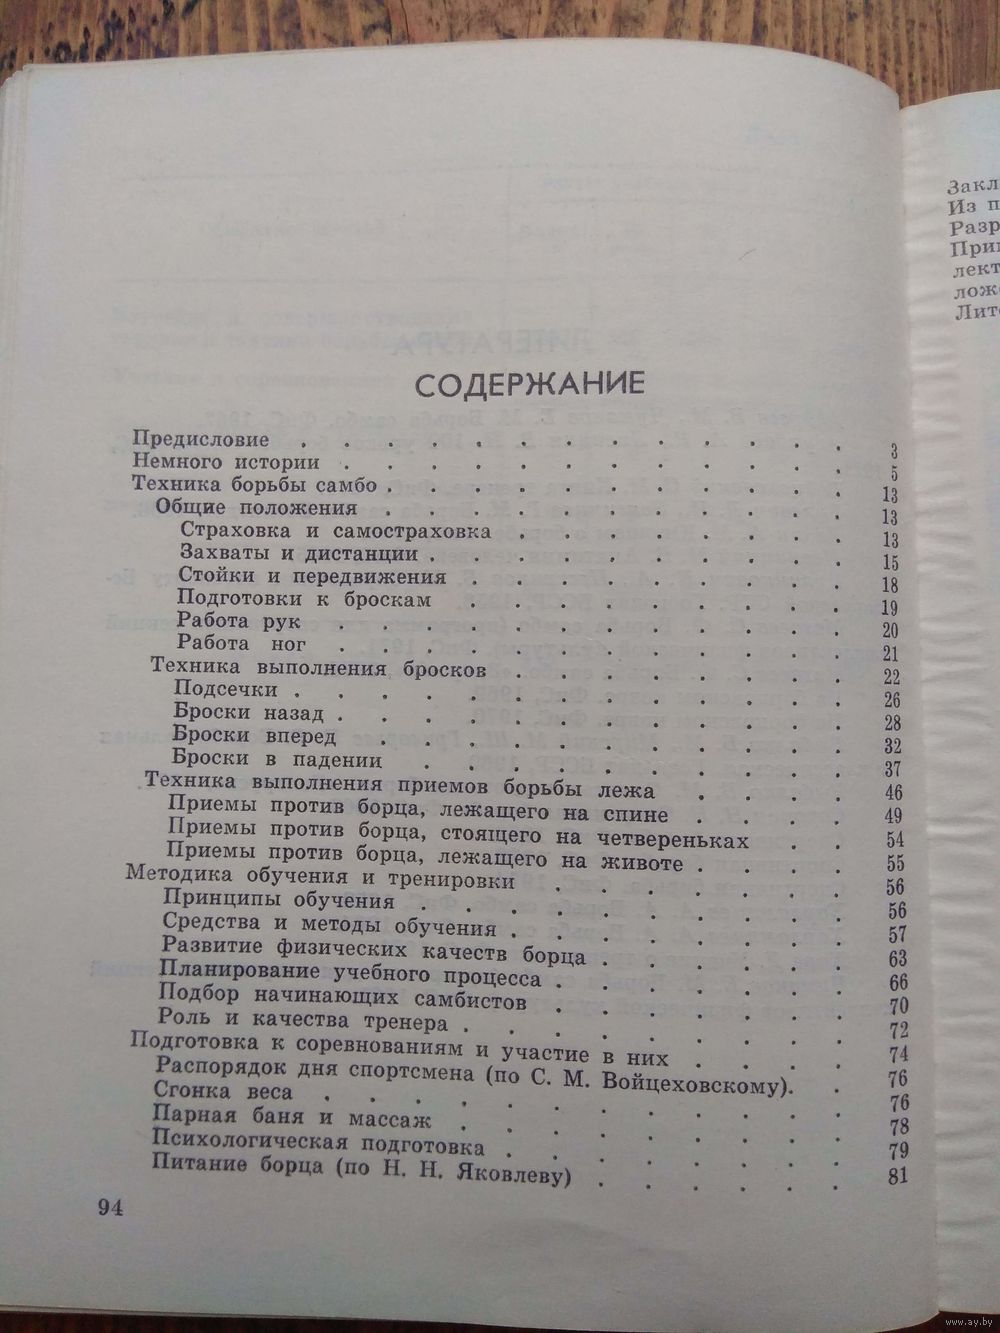 СОДЕРЖАНИЕ
Предисловие . . . . . . . . . . . . 3
Немного истории . . . . . . . . . . . 5
Техника борьбы самбо . . . . . . . . . . 13
Общие положения . . . . . . . . . . 13
Страховка и самостраховка . . . . . . . 13
Захваты и дистанции . . . . . . . . . 15
Стойки и передвижения . . . . . . . . 18
Подготовки к броскам . . . . . . . . 19
Работа рук . . . . . . . . . . . 20
Работа ног . . . . . . . . . . . 21
Техника выполнения бросков . . . . . . . 22
Подсечки . . . . . . . . . . . . 26
Броски назад . . . . . . . . . . . 28
Броски вперед . . . . . . . . . . 32
Броски в падении . . . . . . . . . 37
Техника выполнения приемов борьбы лежа . . . . 46
Приемы против борца, лежащего на спине . . . . 49
Приемы против борца, стоящего на четвереньках . . 54
Приемы против борца, лежащего на животе . . . . 55
Методика обучения и тренировки . . . . . . . 56
Принципы обучения . . . . . . . . . 56
Средства и методы обучения . . . . . . . 57
Развитие физических качеств борца . . . . . 63
Планирование учебного процесса . . . . . . 66
Подбор начинающих самбистов . . . . . . 70
Роль и качества тренера . . . . . . . . 72
Подготовка к соревнованиям и участие в них . . . . 74
Распорядок дня спортсмена (по С. М. Войцеховскому). . 76
Сгонка веса . . . . . . . . . . . 76
Парная баня и массаж . . . . . . . . 78
Психологическая подготовка . . . . . . . 79
Питание борца (по Н. Н. Яковлеву) . . . . . . 81
94
Закл
Из п
Разр
При
лект
лож
Лит
www.ay.by